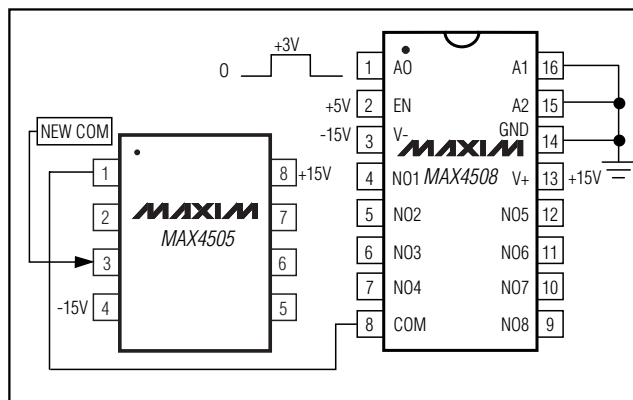 +3V
0
1 A0 A1 16
+5V 2 EN A2 15
-15V 3 V- GND 14
MAXIM
MAX4508
4 NO1 V+ 13 +15V
5 NO2 NO5 12
6 NO3 NO6 11
7 NO4 NO7 10
8 COM NO8 9
NEW COM
1 8 +15V
MAXIM
2 7
MAX4505
3 6
-15V 4 5